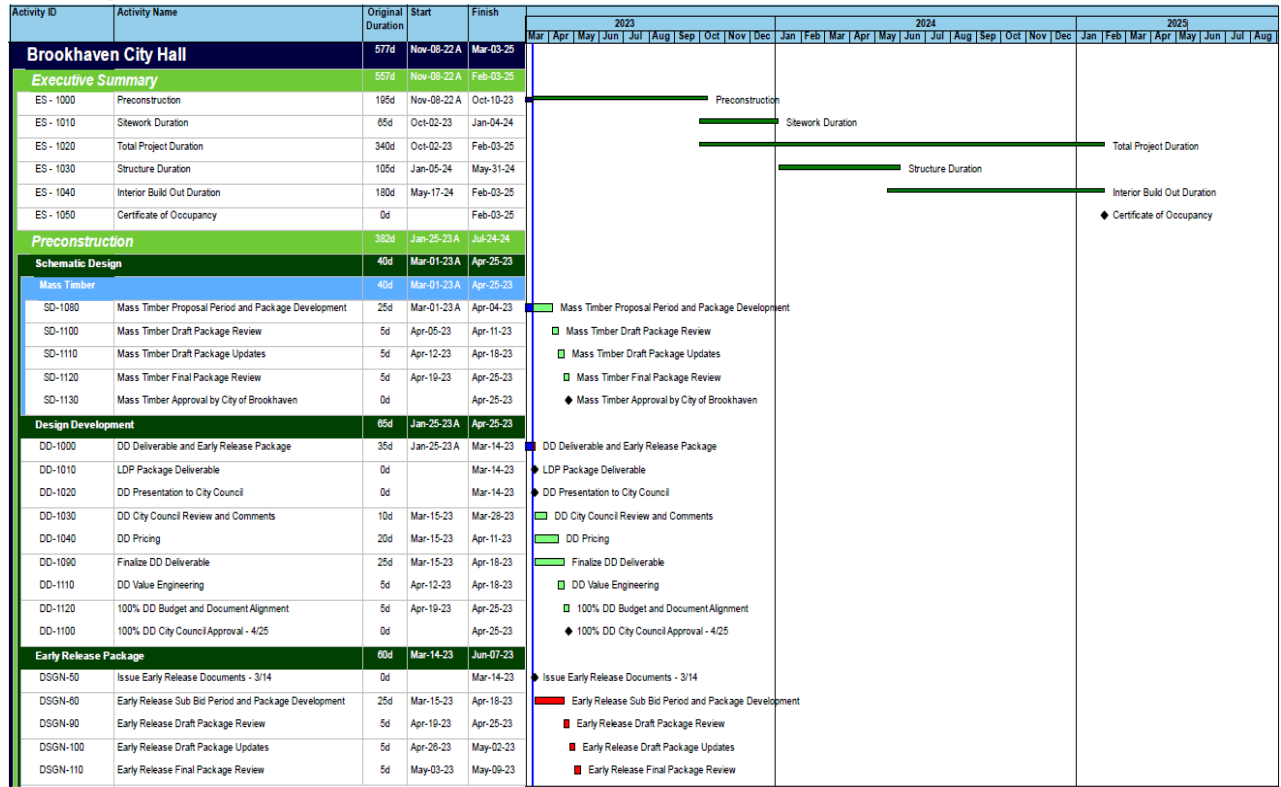 Activity ID Activity Name Original Duration Start Finish 2023 2024 2025
Mar Apr May Jun Jul Aug Sep Oct Nov Dec Jan Feb Mar Apr May Jun Jul Aug Sep Oct Nov Dec Jan Feb Mar Apr May Jun Jul Aug
Brookhaven City Hall 577d Nov-08-22 A Mar-03-25
Executive Summary 557d Nov-08-22 A Feb-03-25
ES - 1000 Preconstruction 195d Nov-08-22 A Oct-10-23 Preconstruction
ES - 1010 Sitework Duration 65d Oct-02-23 Jan-04-24 Sitework Duration
ES - 1020 Total Project Duration 340d Oct-02-23 Feb-03-25 Total Project Duration
ES - 1030 Structure Duration 105d Jan-05-24 May-31-24 Structure Duration
ES - 1040 Interior Build Out Duration 180d May-17-24 Feb-03-25 Interior Build Out Duration
ES - 1050 Certificate of Occupancy 0d Feb-03-25 Certificate of Occupancy
Preconstruction 382d Jan-25-23 A Jul-24-24
Schematic Design 40d Mar-01-23 A Apr-25-23
Mass Timber 40d Mar-01-23 A Apr-25-23
SD-1080 Mass Timber Proposal Period and Package Development 25d Mar-01-23 A Apr-04-23 Mass Timber Proposal Period and Package Development
SD-1100 Mass Timber Draft Package Review 5d Apr-05-23 Apr-11-23 Mass Timber Draft Package Review
SD-1110 Mass Timber Draft Package Updates 5d Apr-12-23 Apr-18-23 Mass Timber Draft Package Updates
SD-1120 Mass Timber Final Package Review 5d Apr-19-23 Apr-25-23 Mass Timber Final Package Review
SD-1130 Mass Timber Approval by City of Brookhaven 0d Apr-25-23 Mass Timber Approval by City of Brookhaven
Design Development 65d Jan-25-23 A Apr-25-23
DD-1000 DD Deliverable and Early Release Package 35d Jan-25-23 A Mar-14-23 DD Deliverable and Early Release Package
DD-1010 LDP Package Deliverable 0d Mar-14-23 LDP Package Deliverable
DD-1020 DD Presentation to City Council 0d Mar-14-23 DD Presentation to City Council
DD-1030 DD City Council Review and Comments 10d Mar-15-23 Mar-28-23 DD City Council Review and Comments
DD-1040 DD Pricing 20d Mar-15-23 Apr-11-23 DD Pricing
DD-1090 Finalize DD Deliverable 25d Mar-15-23 Apr-18-23 Finalize DD Deliverable
DD-1110 DD Value Engineering 5d Apr-12-23 Apr-18-23 DD Value Engineering
DD-1120 100% DD Budget and Document Alignment 5d Apr-19-23 Apr-25-23 100% DD Budget and Document Alignment
DD-1100 100% DD City Council Approval - 4/25 0d Apr-25-23 100% DD City Council Approval - 4/25
Early Release Package 60d Mar-14-23 Jun-07-23
DSGN-50 Issue Early Release Documents - 3/14 0d Mar-14-23 Issue Early Release Documents - 3/14
DSGN-60 Early Release Sub Bid Period and Package Development 25d Mar-15-23 Apr-18-23 Early Release Sub Bid Period and Package Development
DSGN-90 Early Release Draft Package Review 5d Apr-19-23 Apr-25-23 Early Release Draft Package Review
DSGN-100 Early Release Draft Package Updates 5d Apr-26-23 May-02-23 Early Release Draft Package Updates
DSGN-110 Early Release Final Package Review 5d May-03-23 May-09-23 Early Release Final Package Review